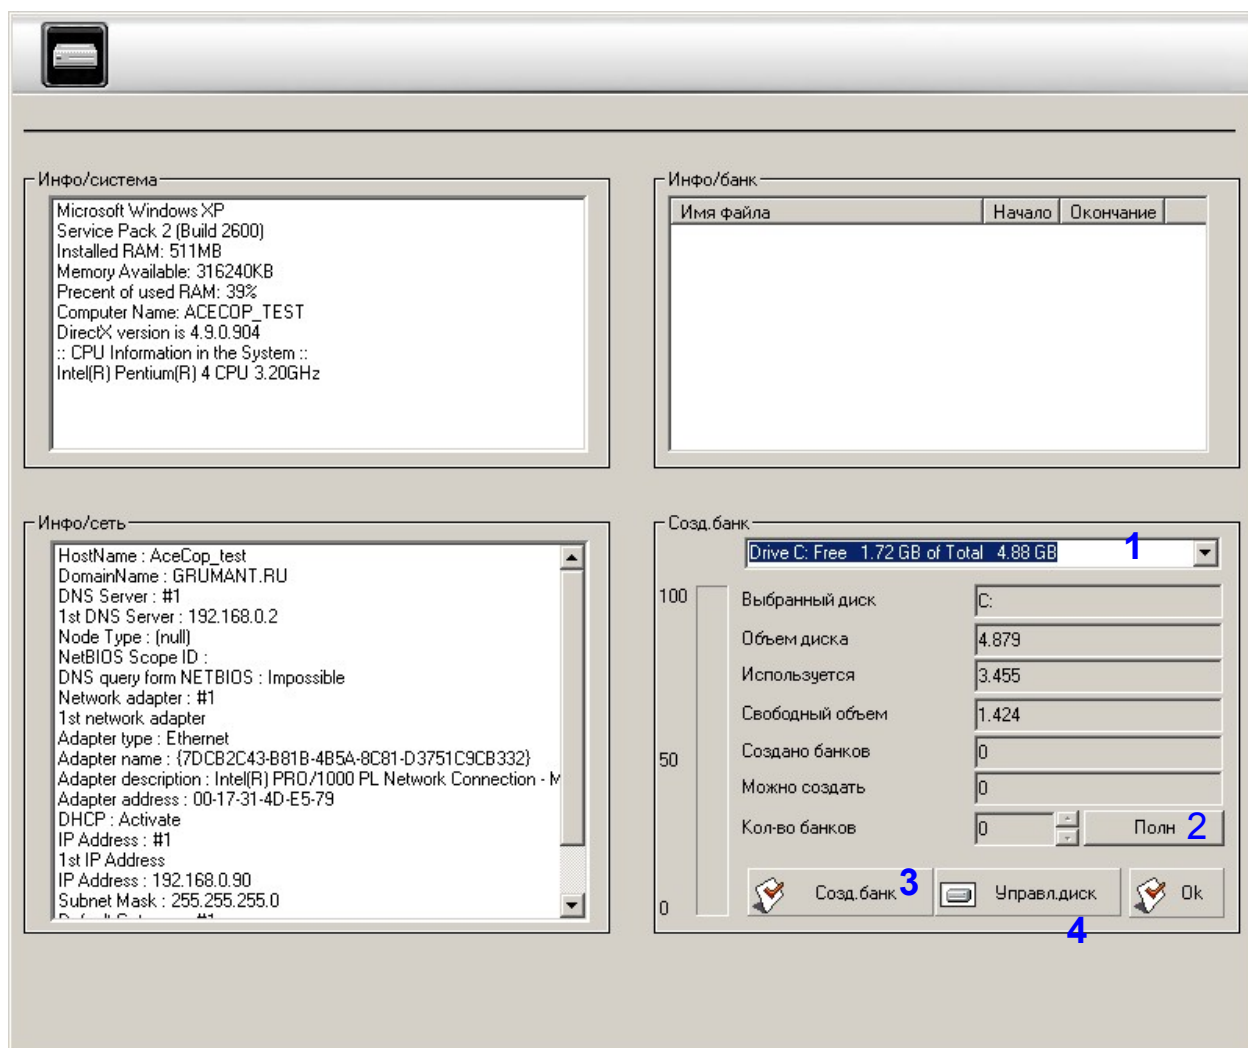 Инфо/система
Microsoft Windows XP
Service Pack 2 (Build 2600)
Installed RAM: 511MB
Memory Available: 316240KB
Precent of used RAM: 39%
Computer Name: ACECOP_TEST
DirectX version is 4.9.0.904
:: CPU Information in the System ::
Intel(R) Pentium(R) 4 CPU 3.20GHz
Инфо/банк
Имя файла Начало Окончание
Инфо/сеть
HostName : AceCop_test
DomainName : GRUMANT.RU
DNS Server : #1
1st DNS Server : 192.168.0.2
Node Type : (null)
NetBIOS Scope ID :
DNS query form NETBIOS : Impossible
Network adapter : #1
1st network adapter
Adapter type : Ethernet
Adapter name : {7DCB2C43-B81B-4B5A-8C81-D3751C9CB332}
Adapter description : Intel(R) PRO/1000 PL Network Connection - M
Adapter address : 00-17-31-4D-E5-79
DHCP : Activate
IP Address : #1
1st IP Address
IP Address : 192.168.0.90
Subnet Mask : 255.255.255.0
Созд.банк
Drive C: Free 1.72 GB of Total 4.88 GB 1
100
Выбранный диск C:
Объем диска 4.879
Используется 3.455
Свободный объем 1.424
Создано банков 0
50
Можно создать 0
Кол-во банков 0 Полн 2
Созд.банк 3 Управл.диск Ok
0
4